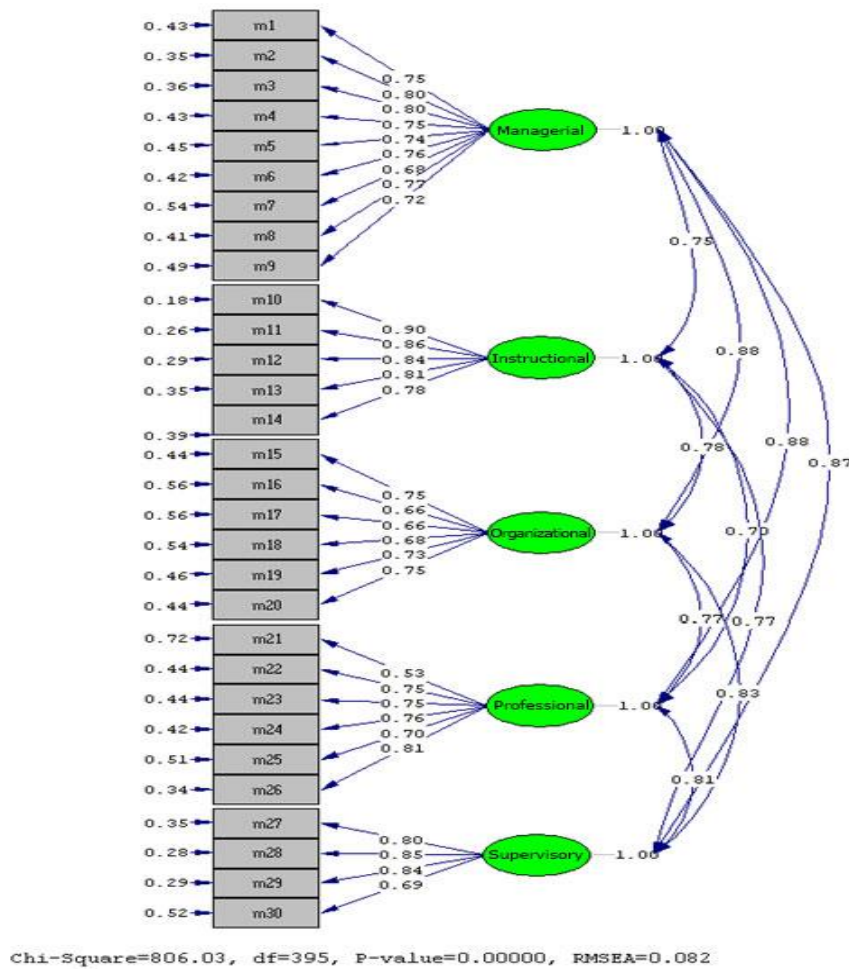 0.43 m1
0.35 m2 0.75
0.36 m3 0.80
0.80
0.43 m4 0.75 Managerial 1.00
0.45 m5 0.74
0.76
0.42 m6 0.68
0.54 m7 0.77
0.72
0.41 m8 0.75
0.49 m9
0.18 m10
0.26 m11 0.90
0.86
0.29 m12 0.84 Instructional 1.00 0.88
0.35 m13 0.81
0.78
m14
0.39
0.44 m15 0.78 0.88
0.87
0.56 m16 0.75
0.66
0.56 m17 0.66 Organizational 1.00 0.70
0.54 m18 0.68
0.46 m19 0.73
0.75
0.44 m20
0.77 0.77
0.72 m21
0.44 m22 0.53
0.75
0.44 m23 0.75 Professional 1.00 0.83
0.42 m24 0.76
0.51 m25 0.70
0.81
0.34 m26 0.81
0.35 m27
0.28 m28 0.80
0.85 Supervisory 1.00
0.29 m29 0.84
0.69
0.52 m30
Chi-Square=806.03, df=395, P-value=0.00000, RMSEA=0.082